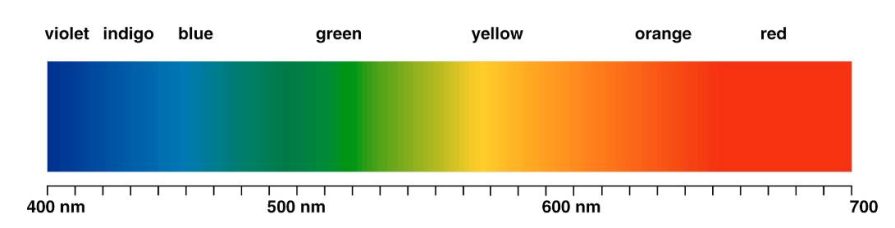 violet indigo blue green yellow orange red
400 nm 500 nm 600 nm 700